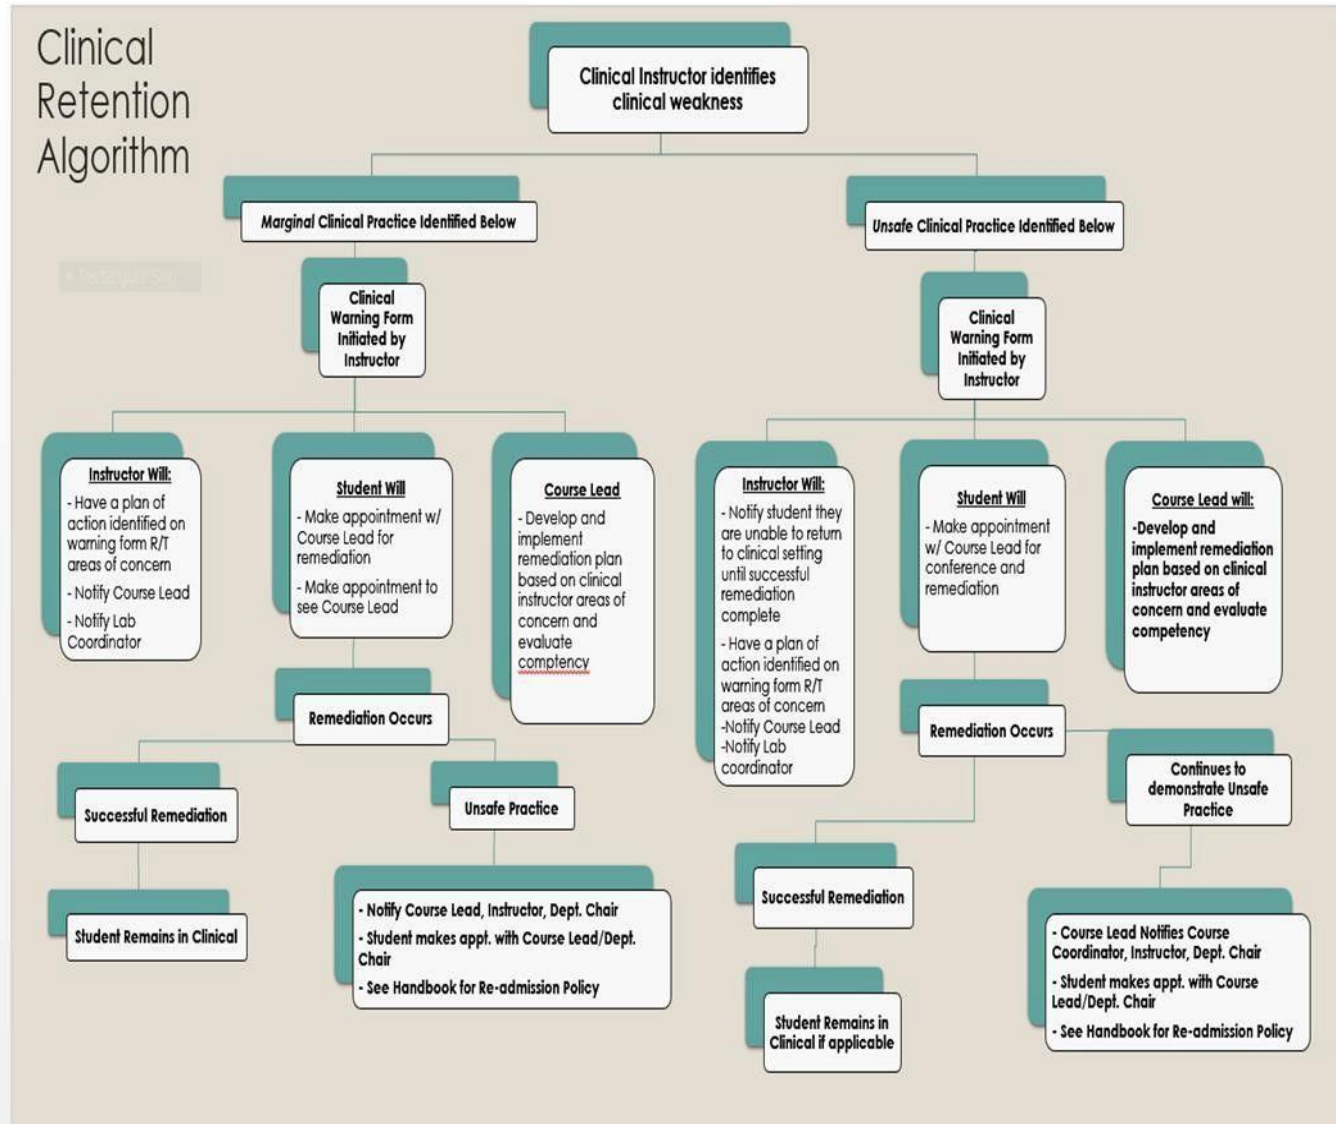 Clinical
Retention
Algorithm
Clinical Instructor identifies
clinical weakness
Marginal Clinical Practice Identified Below
Clinical
Warning Form
Initiated by
Instructor
Instructor Will:
- Have a plan of
action identified on
warning form R/T
areas of concern
- Notify Course Lead
- Notify Lab
Coordinator
Student Will
- Make appointment w/
Course Lead for
remediation
- Make appointment to
see Course Lead
Course Lead
- Develop and
implement
remediation plan
based on clinical
instructor areas of
concern and
evaluate
comptency
Remediation Occurs
Successful Remediation
Student Remains in Clinical
Unsafe Practice
- Notify Course Lead, Instructor, Dept. Chair
- Student makes appt. with Course Lead/Dept.
Chair
- See Handbook for Re-admission Policy
Unsafe Clinical Practice Identified Below
Clinical
Warning Form
Initiated by
Instructor
Instructor Will:
- Notify student they
are unable to return
to clinical setting
until successful
remediation
complete
- Have a plan of
action identified on
warning form R/T
areas of concern
-Notify Course Lead
-Notify Lab
coordinator
Student Will
- Make appointment
w/ Course Lead for
conference and
remediation
Course Lead will:
-Develop and
implement remediation
plan based on clinical
instructor areas of
concern and evaluate
competency
Remediation Occurs
Successful Remediation
Student Remains in
Clinical if applicable
Continues to
demonstrate Unsafe
Practice
- Course Lead Notifies Course
Coordinator, Instructor, Dept. Chair
- Student makes appt. with Course
Lead/Dept. Chair
- See Handbook for Re-admission Policy